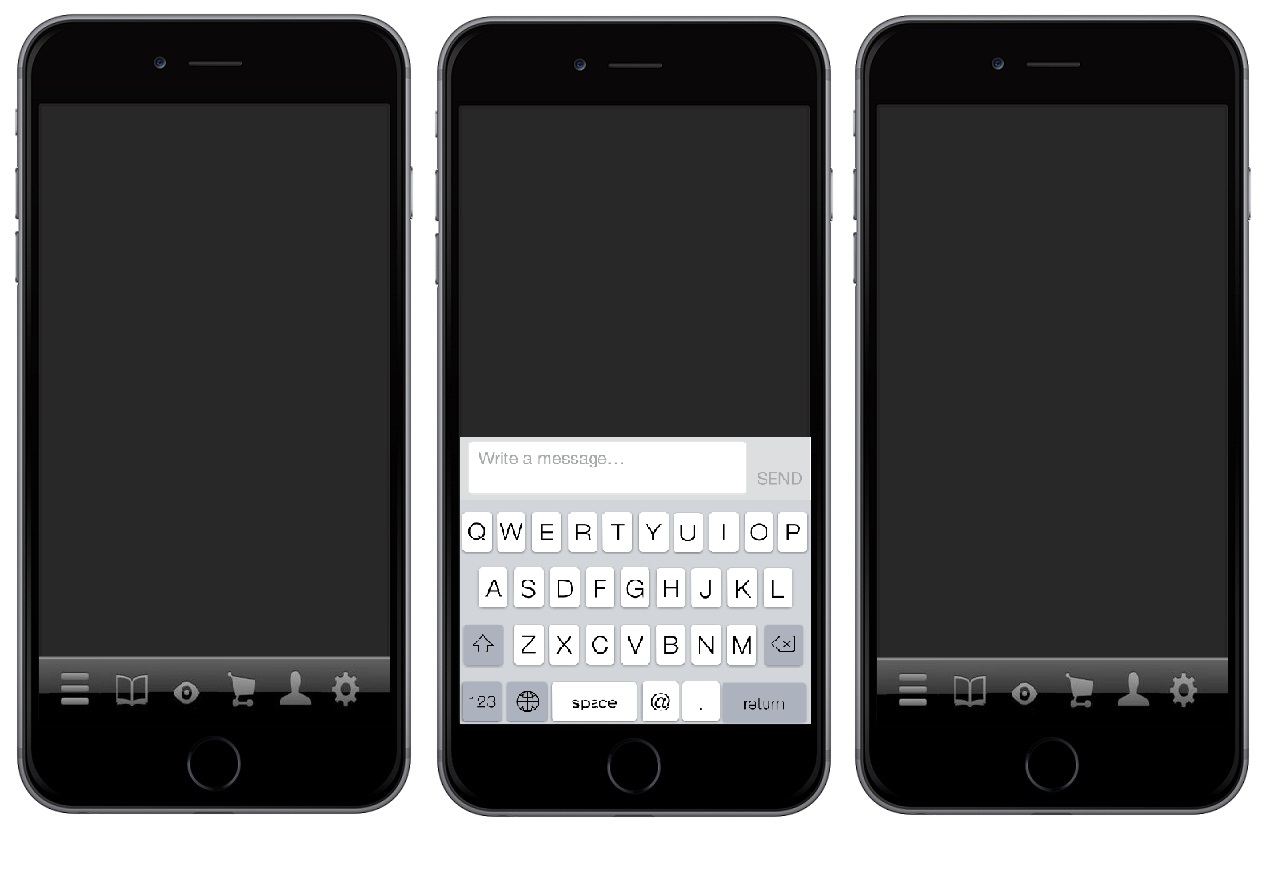 Write a message...
SEND
Q W E R T Y U I O P
A S D F G H J K L
Z X C V B N M
123 space @ . return